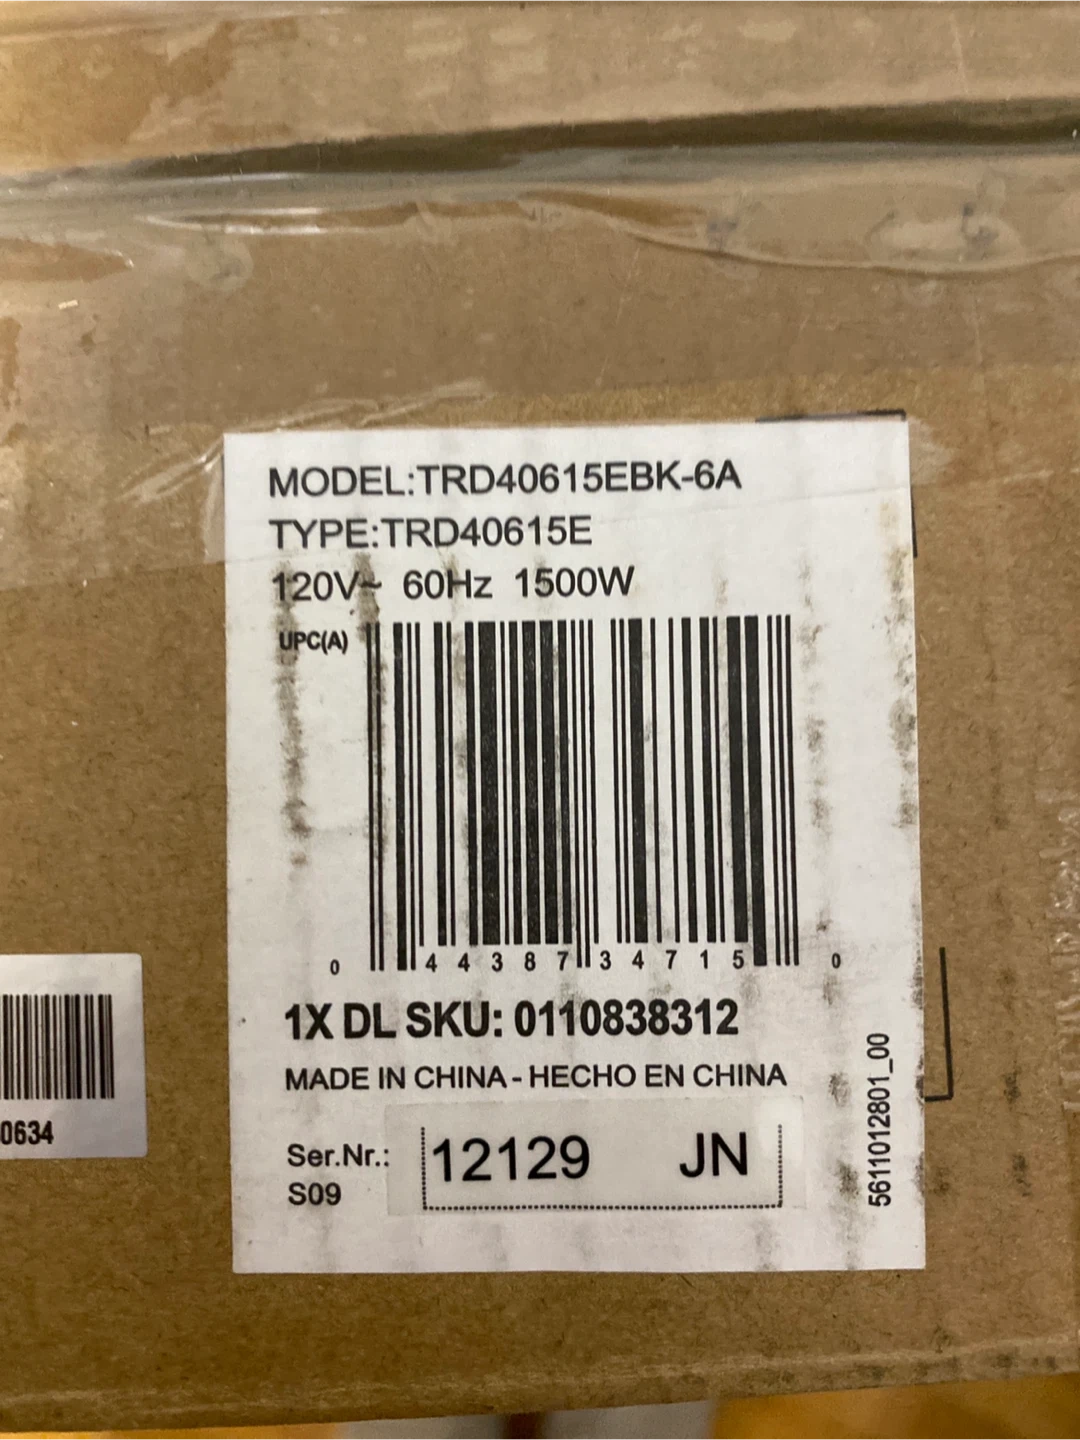 MODEL:TRD40615EBK-6A
TYPE:TRD40615E
120V~ 60Hz 1500W
UPC(A)
0 44387 34715 0
1X DL SKU: 0110838312
MADE IN CHINA - HECHO EN CHINA
Ser.Nr.: 12129 JN
S09
5611012801_00
0634